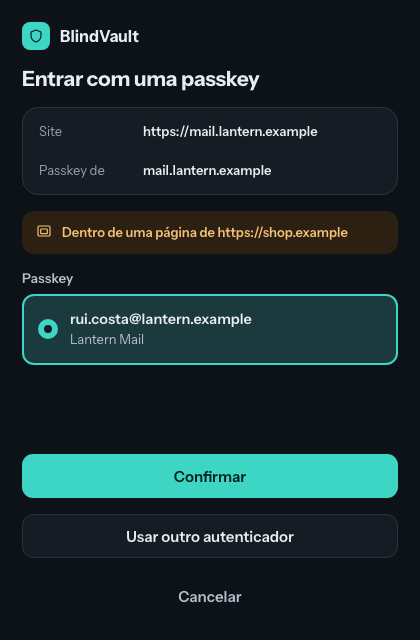 BlindVault
Entrar com uma passkey
Site https://mail.lantern.example
Passkey de mail.lantern.example
Dentro de uma página de https://shop.example
Passkey
rui.costa@lantern.example
Lantern Mail
Confirmar
Usar outro autenticador
Cancelar